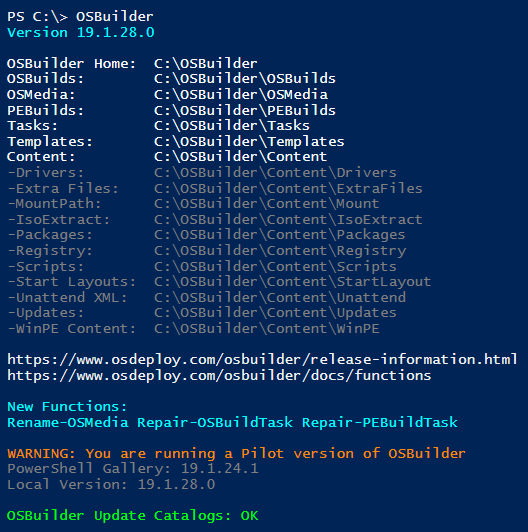 PS C:\> OSBuilder
Version 19.1.28.0
OSBuilder Home: C:\OSBuilder
OSBuilds: C:\OSBuilder\OSBuilds
OSMedia: C:\OSBuilder\OSMedia
PEBuilds: C:\OSBuilder\PEBuilds
Tasks: C:\OSBuilder\Tasks
Templates: C:\OSBuilder\Templates
Content: C:\OSBuilder\Content
-Drivers: C:\OSBuilder\Content\Drivers
-Extra Files: C:\OSBuilder\Content\ExtraFiles
-MountPath: C:\OSBuilder\Content\Mount
-IsoExtract: C:\OSBuilder\Content\IsoExtract
-Packages: C:\OSBuilder\Content\Packages
-Registry: C:\OSBuilder\Content\Registry
-Scripts: C:\OSBuilder\Content\Scripts
-Start Layouts: C:\OSBuilder\Content\StartLayout
-Unattend XML: C:\OSBuilder\Content\Unattend
-Updates: C:\OSBuilder\Content\Updates
-WinPE Content: C:\OSBuilder\Content\WinPE
https://www.osdeploy.com/osbuilder/release-information.html
https://www.osdeploy.com/osbuilder/docs/functions
New Functions:
Rename-OSMedia Repair-OSBuildTask Repair-PEBuildTask
WARNING: You are running a Pilot version of OSBuilder
PowerShell Gallery: 19.1.24.1
Local Version: 19.1.28.0
OSBuilder Update Catalogs: OK